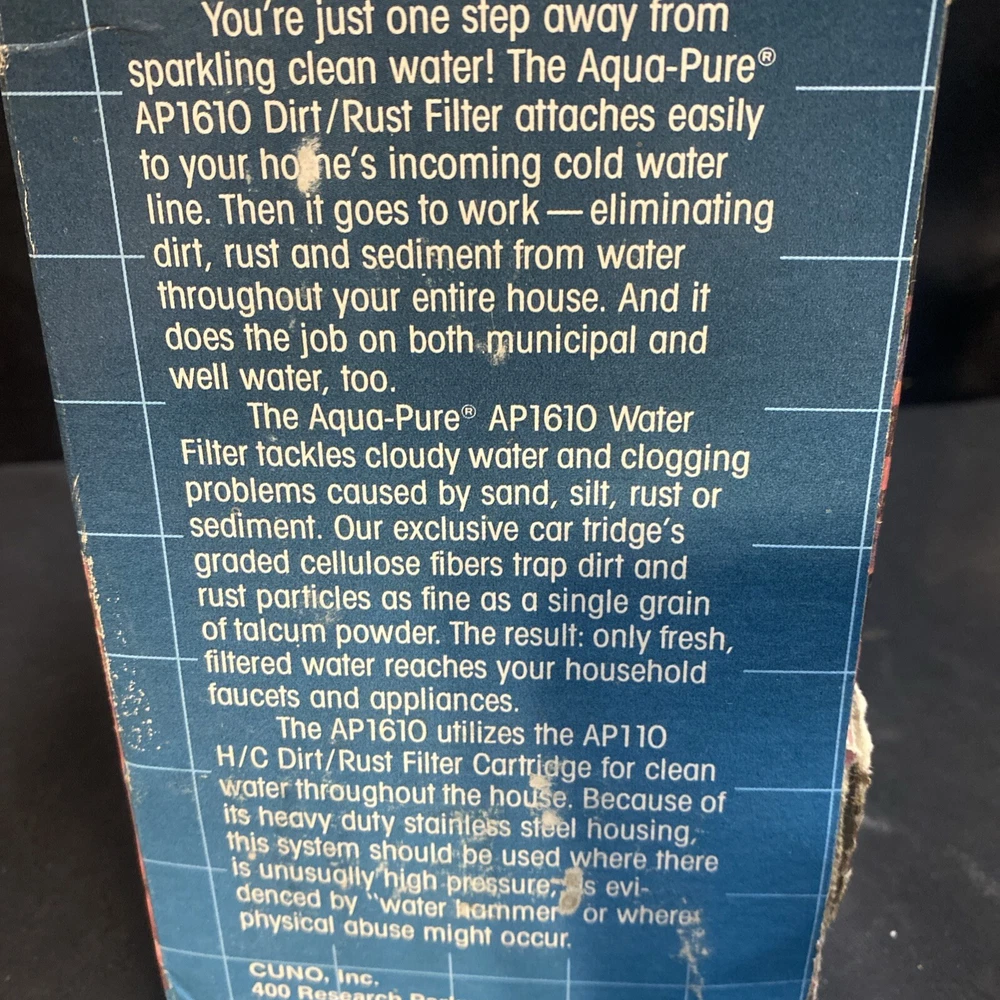 You're just one step away from
sparkling clean water! The Aqua-Pure®
AP1610 Dirt/Rust Filter attaches easily
to your home's incoming cold water
line. Then it goes to work — eliminating
dirt, rust and sediment from water
throughout your entire house. And it
does the job on both municipal and
well water, too.
The Aqua-Pure® AP1610 Water
Filter tackles cloudy water and clogging
problems caused by sand, silt, rust or
sediment. Our exclusive car tridge's
graded cellulose fibers trap dirt and
rust particles as fine as a single grain
of talcum powder. The result: only fresh,
filtered water reaches your household
faucets and appliances.
The AP1610 utilizes the AP110
H/C Dirt/Rust Filter Cartridge for clean
water throughout the house. Because of
its heavy duty stainless steel housing,
this system should be used where there
is unusually high pressure, as evi-
denced by "water hammer" or where
physical abuse might occur.
CUNO, Inc.
400 Research